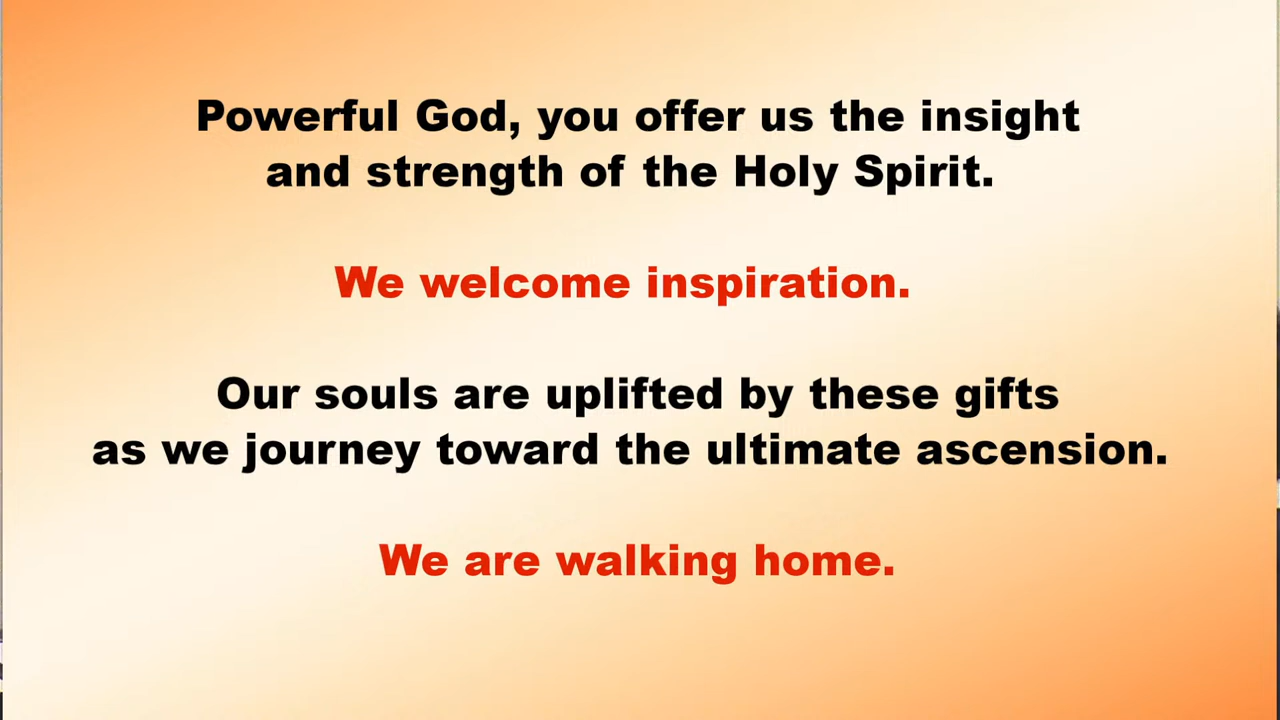 Powerful God, you offer us the insight
and strength of the Holy Spirit.
We welcome inspiration.
Our souls are uplifted by these gifts
as we journey toward the ultimate ascension.
We are walking home.